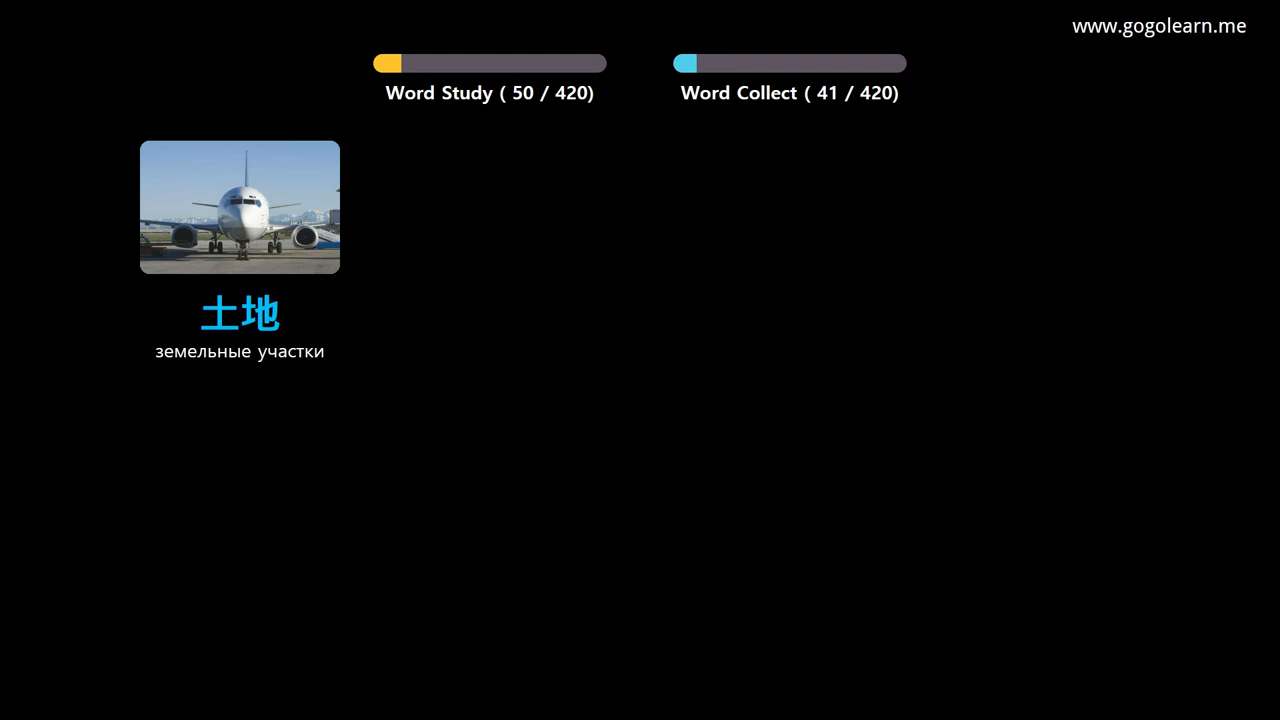 www.gogolearn.me
Word Study ( 50 / 420)
Word Collect ( 41 / 420)
土地
земельные участки